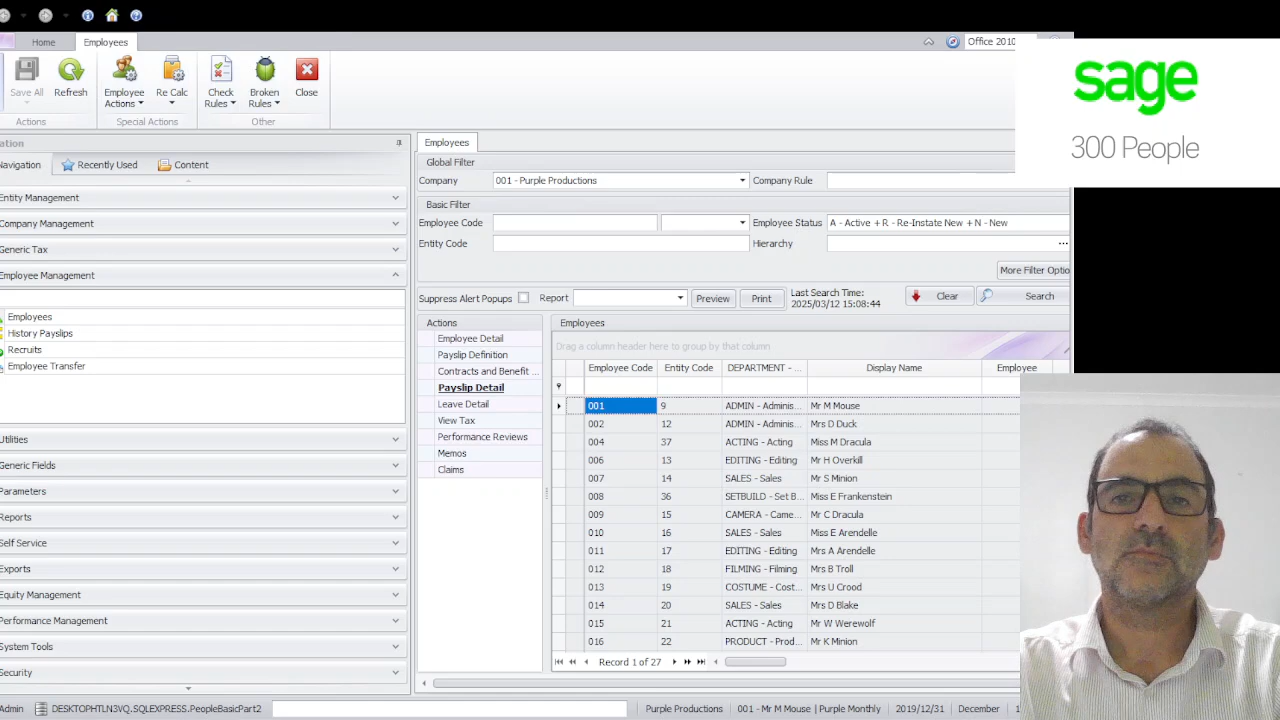 Home Employees Office 2010
Save All Refresh Employee Actions Re Calc Check Rules Broken Rules Close
Actions Special Actions Other
sage
300 People
ation
Navigation Recently Used Content
Entity Management
Company Management
Generic Tax
Employee Management
Employees
History Payslips
Recruits
Employee Transfer
Utilities
Generic Fields
Parameters
Reports
Self Service
Exports
Equity Management
Performance Management
System Tools
Security
Employees
Global Filter
Company 001 - Purple Productions Company Rule
Basic Filter
Employee Code Employee Status A - Active + R - Re-Instate New + N - New
Entity Code Hierarchy ...
More Filter Optio
Suppress Alert Popups Report Preview Print Last Search Time: 2025/03/12 15:08:44 Clear Search
Actions
Employee Detail
Payslip Definition
Contracts and Benefit ...
Payslip Detail
Leave Detail
View Tax
Performance Reviews
Memos
Claims
Employees
Drag a column header here to group by that column
Employee Code Entity Code DEPARTMENT - ... Display Name Employee
001 9 ADMIN - Adminis... Mr M Mouse
002 12 ADMIN - Adminis... Mrs D Duck
004 37 ACTING - Acting Miss M Dracula
006 13 EDITING - Editing Mr H Overkill
007 14 SALES - Sales Mr S Minion
008 36 SETBUILD - Set B... Miss E Frankenstein
009 15 CAMERA - Came... Mr C Dracula
010 16 SALES - Sales Miss E Arendelle
011 17 EDITING - Editing Mrs A Arendelle
012 18 FILMING - Filming Mrs B Troll
013 19 COSTUME - Cost... Mrs U Crood
014 20 SALES - Sales Mrs D Blake
015 21 ACTING - Acting Mr W Werewolf
016 22 PRODUCT - Prod... Mr K Minion
Record 1 of 27
Admin DESKTOPHTLN3VQ.SQLEXPRESS.PeopleBasicPart2 Purple Productions 001 - Mr M Mouse | Purple Monthly 2019/12/31 December